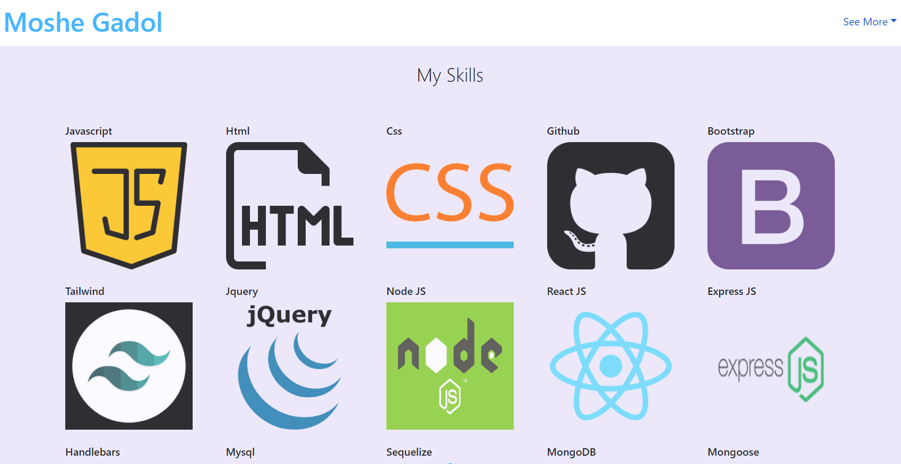 Moshe Gadol
See More
My Skills
Javascript
Html
Css
Github
Bootstrap
JS
HTML
CSS
B
Tailwind
Jquery
Node JS
React JS
Express JS
jQuery
node
JS
™
express
JS
Handlebars
Mysql
Sequelize
MongoDB
Mongoose